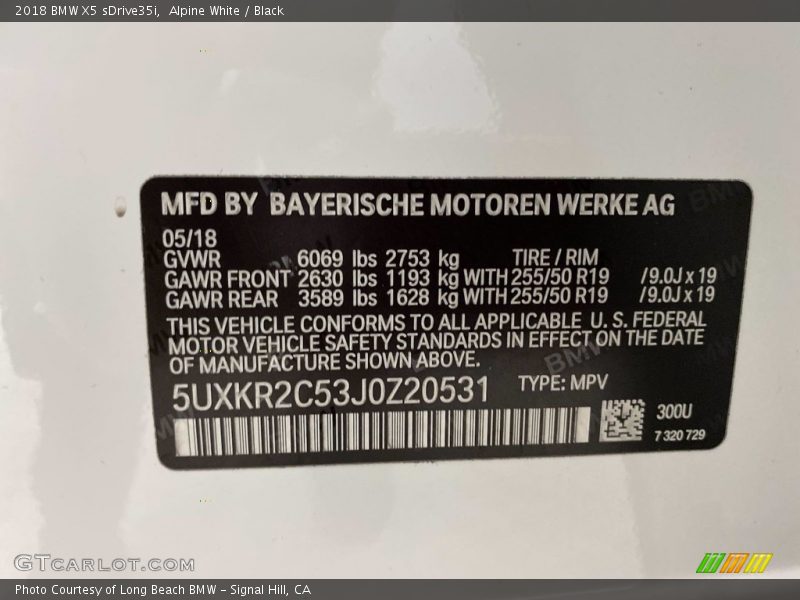 2018 BMW X5 sDrive35i, Alpine White / Black
MFD BY BAYERISCHE MOTOREN WERKE AG
05/18
GVWR 6069 lbs 2753 kg TIRE / RIM
GAWR FRONT 2630 lbs 1193 kg WITH 255/50 R19 /9.0J x 19
GAWR REAR 3589 lbs 1628 kg WITH 255/50 R19 /9.0J x 19
THIS VEHICLE CONFORMS TO ALL APPLICABLE U. S. FEDERAL
MOTOR VEHICLE SAFETY STANDARDS IN EFFECT ON THE DATE
OF MANUFACTURE SHOWN ABOVE.
5UXKR2C53J0Z20531 TYPE: MPV
300U
7 320 729
GTCARLOT.COM
Photo Courtesy of Long Beach BMW – Signal Hill, CA